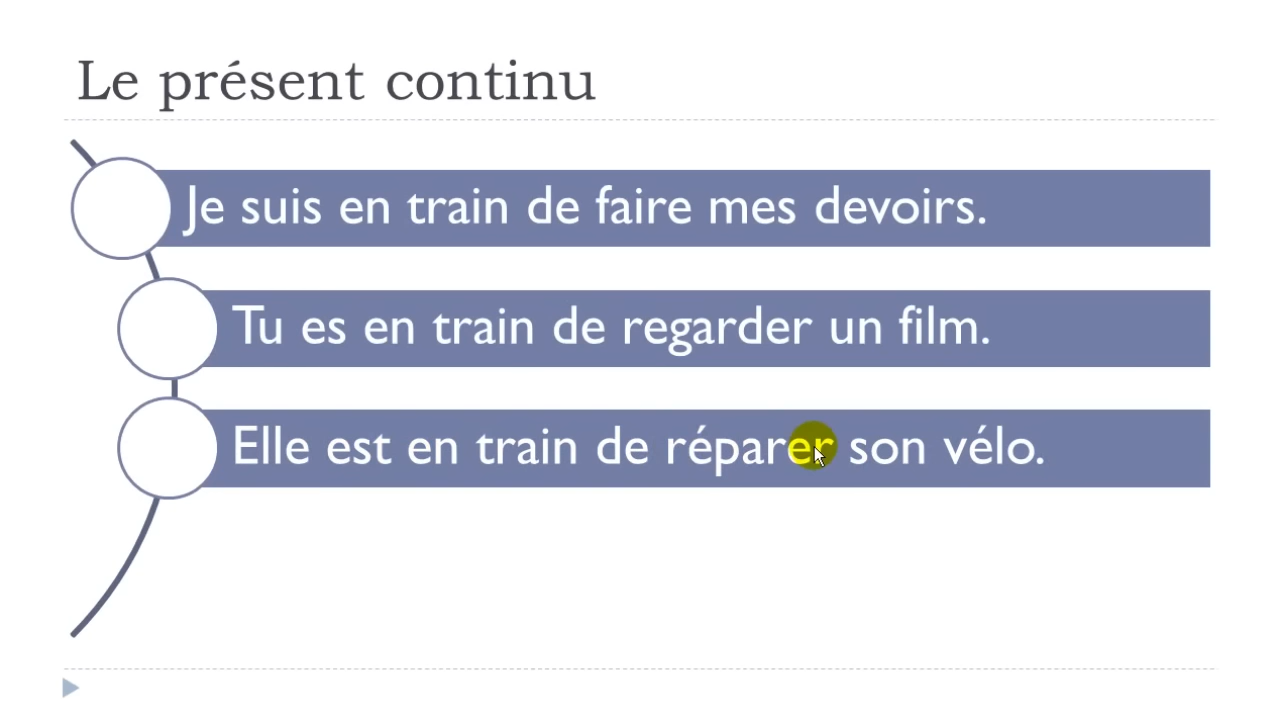 Le présent continu
Je suis en train de faire mes devoirs.
Tu es en train de regarder un film.
Elle est en train de réparer son vélo.